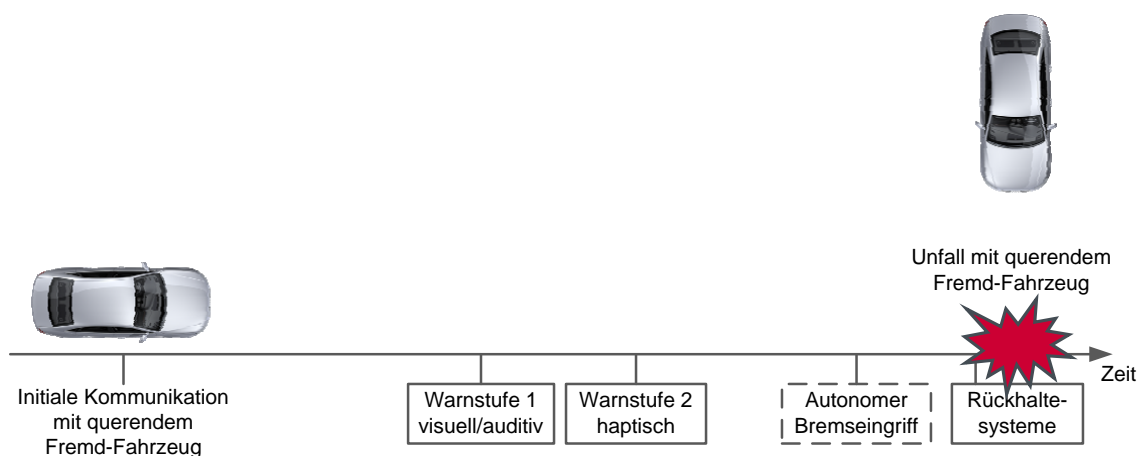 Unfall mit querendem
Fremd-Fahrzeug
Zeit
Initiale Kommunikation
mit querendem
Fremd-Fahrzeug
Warnstufe 1
visuell/auditiv
Warnstufe 2
haptisch
Autonomer
Bremseingriff
Rückhalte-
systeme